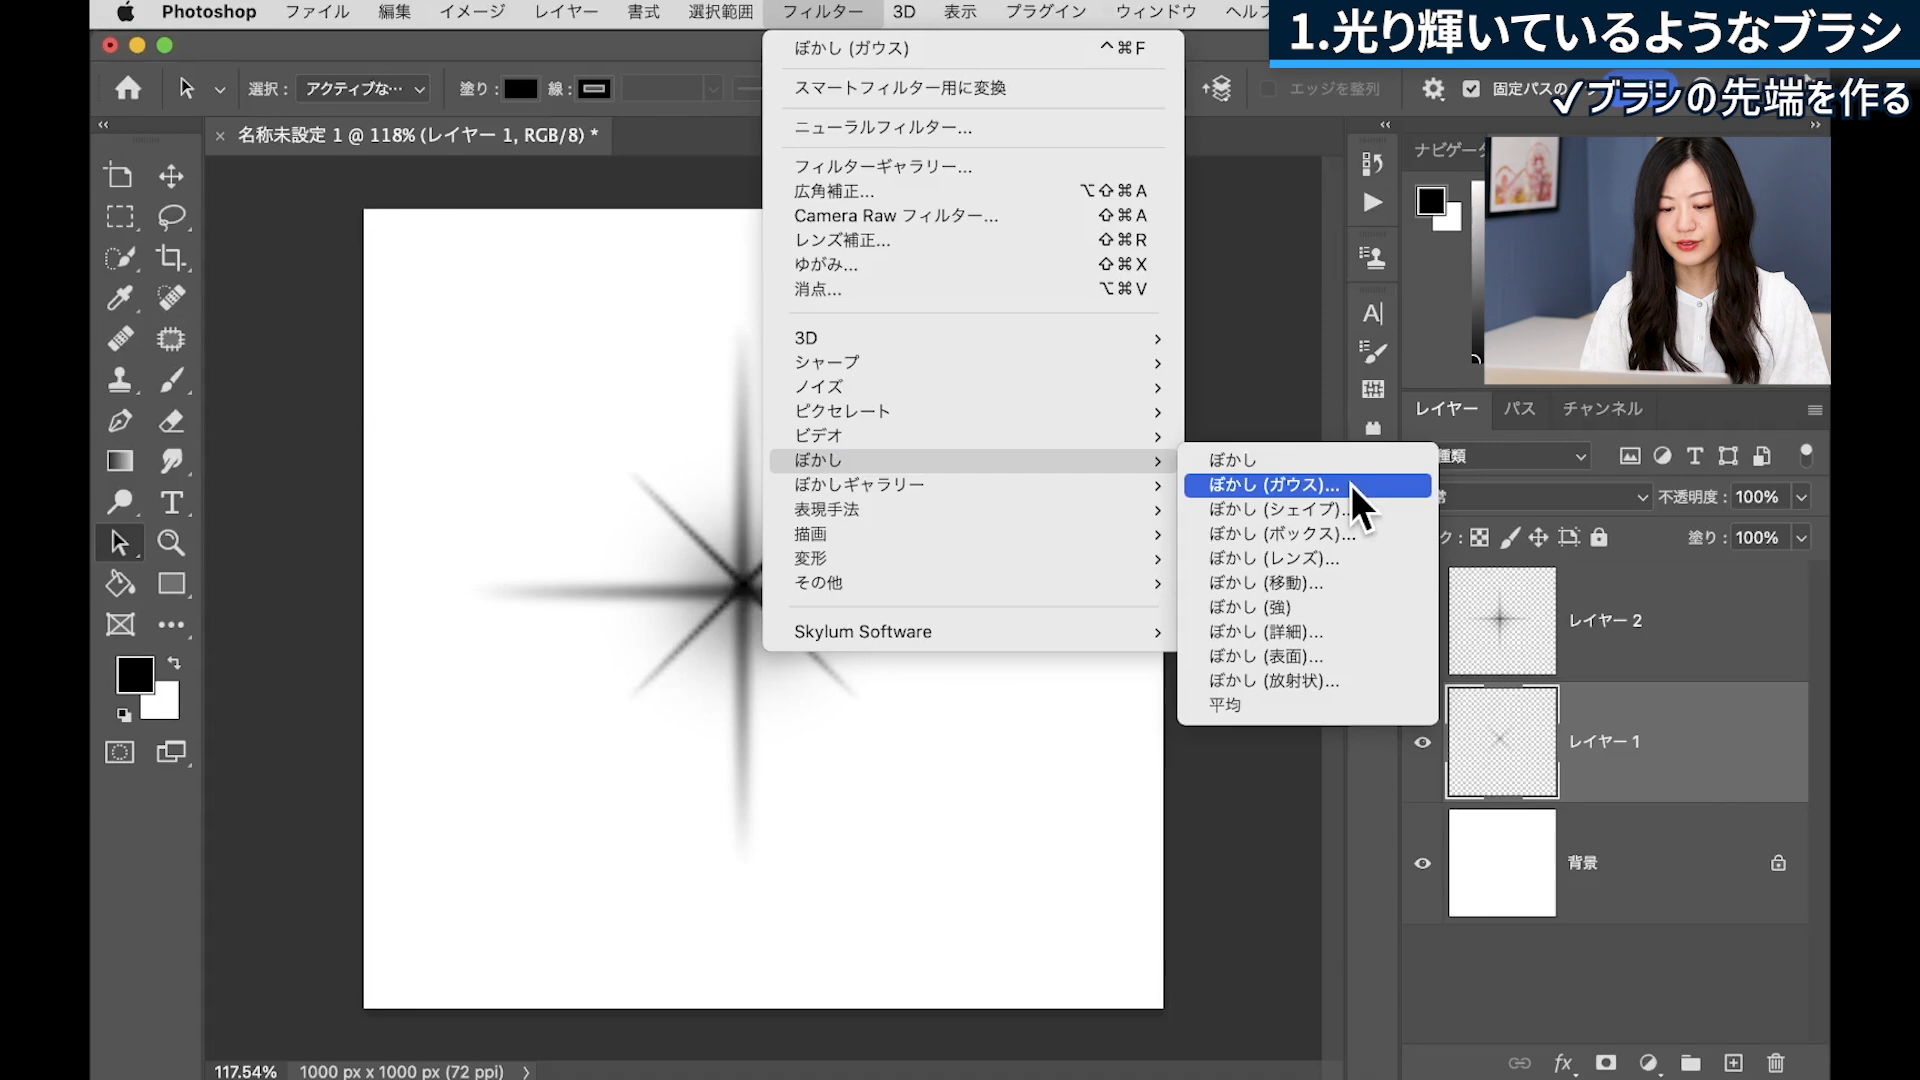 Photoshop ファイル 編集 イメージ レイヤー 書式 選択範囲 フィルター 3D 表示 プラグイン ウィンドウ ヘルプ
1.光り輝いているようなブラシ
✓ブラシの先端を作る
選択： アクティブな… 塗り： 線： エッジを整列 固定パスの
名称未設定 1 @ 118% (レイヤー 1, RGB/8) *
ぼかし (ガウス) ^⌘F
スマートフィルター用に変換
ニューラルフィルター...
フィルターギャラリー...
広角補正... ⌥⇧⌘A
Camera Raw フィルター... ⇧⌘A
レンズ補正... ⇧⌘R
ゆがみ... ⇧⌘X
消点... ⌥⌘V
3D
シャープ
ノイズ
ピクセレート
ビデオ
ぼかし
ぼかしギャラリー
表現手法
描画
変形
その他
Skylum Software
ぼかし
ぼかし (ガウス)...
ぼかし (シェイプ)...
ぼかし (ボックス)...
ぼかし (レンズ)...
ぼかし (移動)...
ぼかし (強)
ぼかし (詳細)...
ぼかし (表面)...
ぼかし (放射状)...
平均
ナビゲー
レイヤー パス チャンネル
種類
常 不透明度： 100%
ク： 塗り： 100%
レイヤー 2
レイヤー 1
背景
117.54% 1000 px x 1000 px (72 ppi)